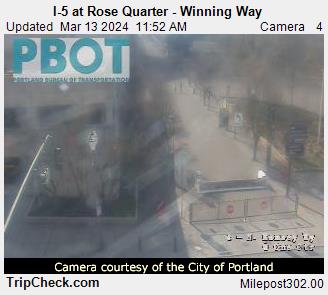 I-5 at Rose Quarter - Winning Way
Updated Mar 13 2024 11:52 AM Camera 4
PBOT
PORTLAND BUREAU OF TRANSPORTATION
Camera courtesy of the City of Portland
TripCheck.com Milepost302.00